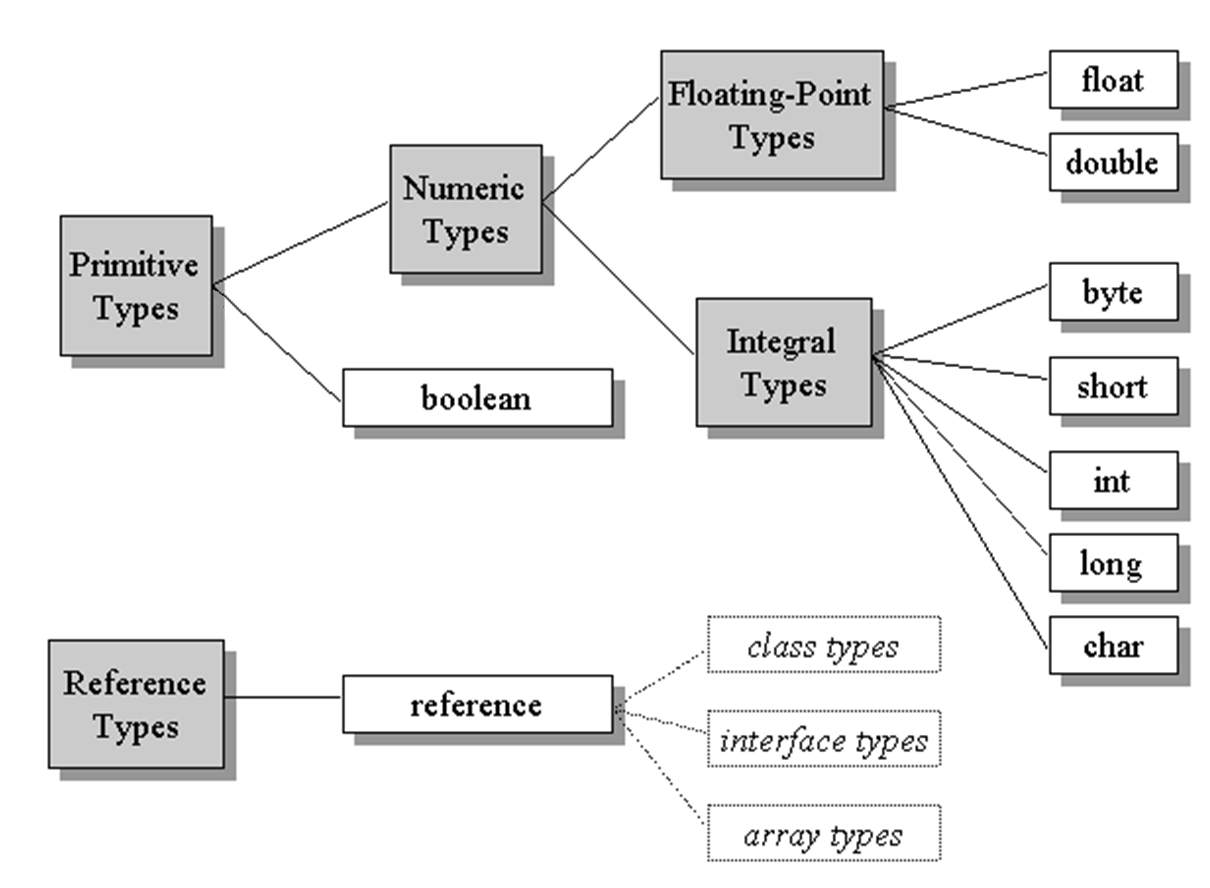 Primitive
Types
Numeric
Types
boolean
Floating-Point
Types
float
double
Integral
Types
byte
short
int
long
char
Reference
Types
reference
class types
interface types
array types